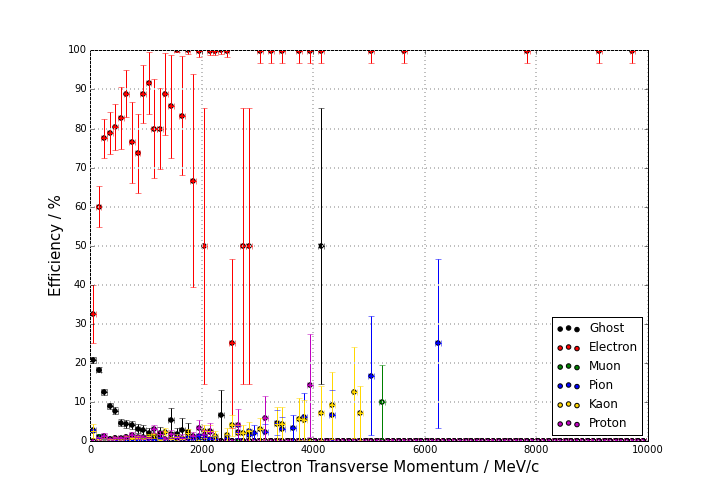 100
90
80
70
60
50
40
30
20
10
0
0 2000 4000 6000 8000 10000
Efficiency / %
Long Electron Transverse Momentum / MeV/c
Ghost
Electron
Muon
Pion
Kaon
Proton